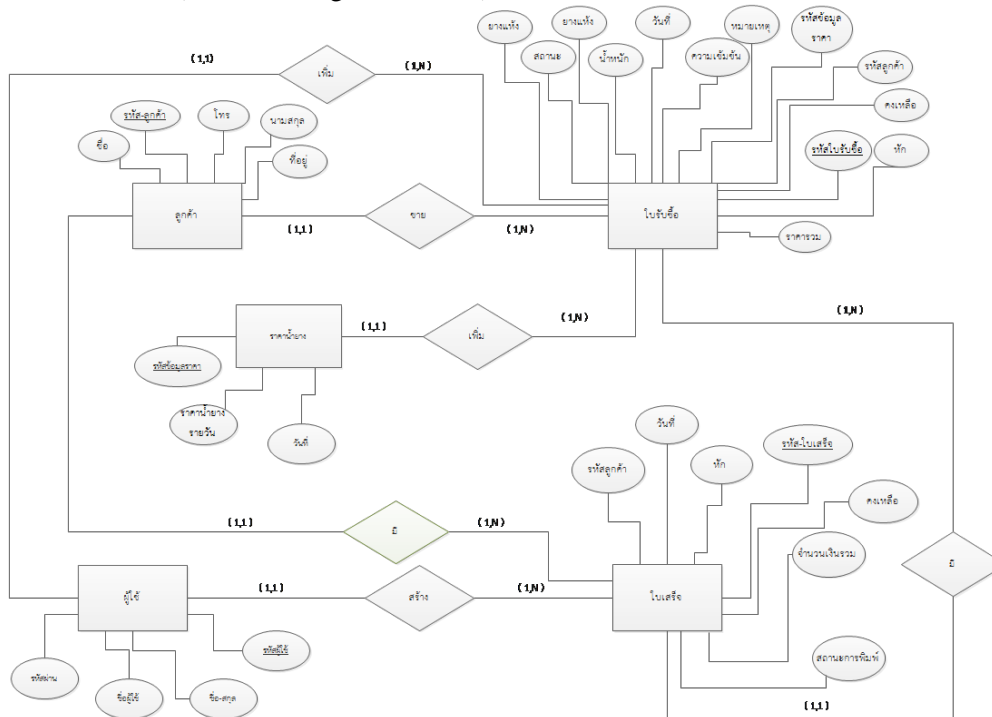 ยางแห้ง
ยางแห้ง
วันที่
หมายเหตุ
รหัสข้อมูล
ราคา
สถานะ
น้ำหนัก
ความเข้มข้น
รหัสลูกค้า
คงเหลือ
รหัสใบรับซื้อ
หัก
ราคารวม
(1,1)
เพิ่ม
(1,N)
รหัส-ลูกค้า
โทร
นามสกุล
ชื่อ
ที่อยู่
ลูกค้า
(1,1)
ขาย
(1,N)
ใบรับซื้อ
ราคาน้ำยาง
(1,1)
เพิ่ม
(1,N)
(1,N)
รหัสข้อมูลราคา
ราคาน้ำยาง
รายวัน
วันที่
วันที่
รหัส-ใบเสร็จ
รหัสลูกค้า
หัก
คงเหลือ
จำนวนเงินรวม
(1,1)
มี
(1,N)
มี
ผู้ใช้
(1,1)
สร้าง
(1,N)
ใบเสร็จ
รหัสผู้ใช้
รหัสผ่าน
ชื่อผู้ใช้
ชื่อ-สกุล
สถานะการพิมพ์
(1,1)